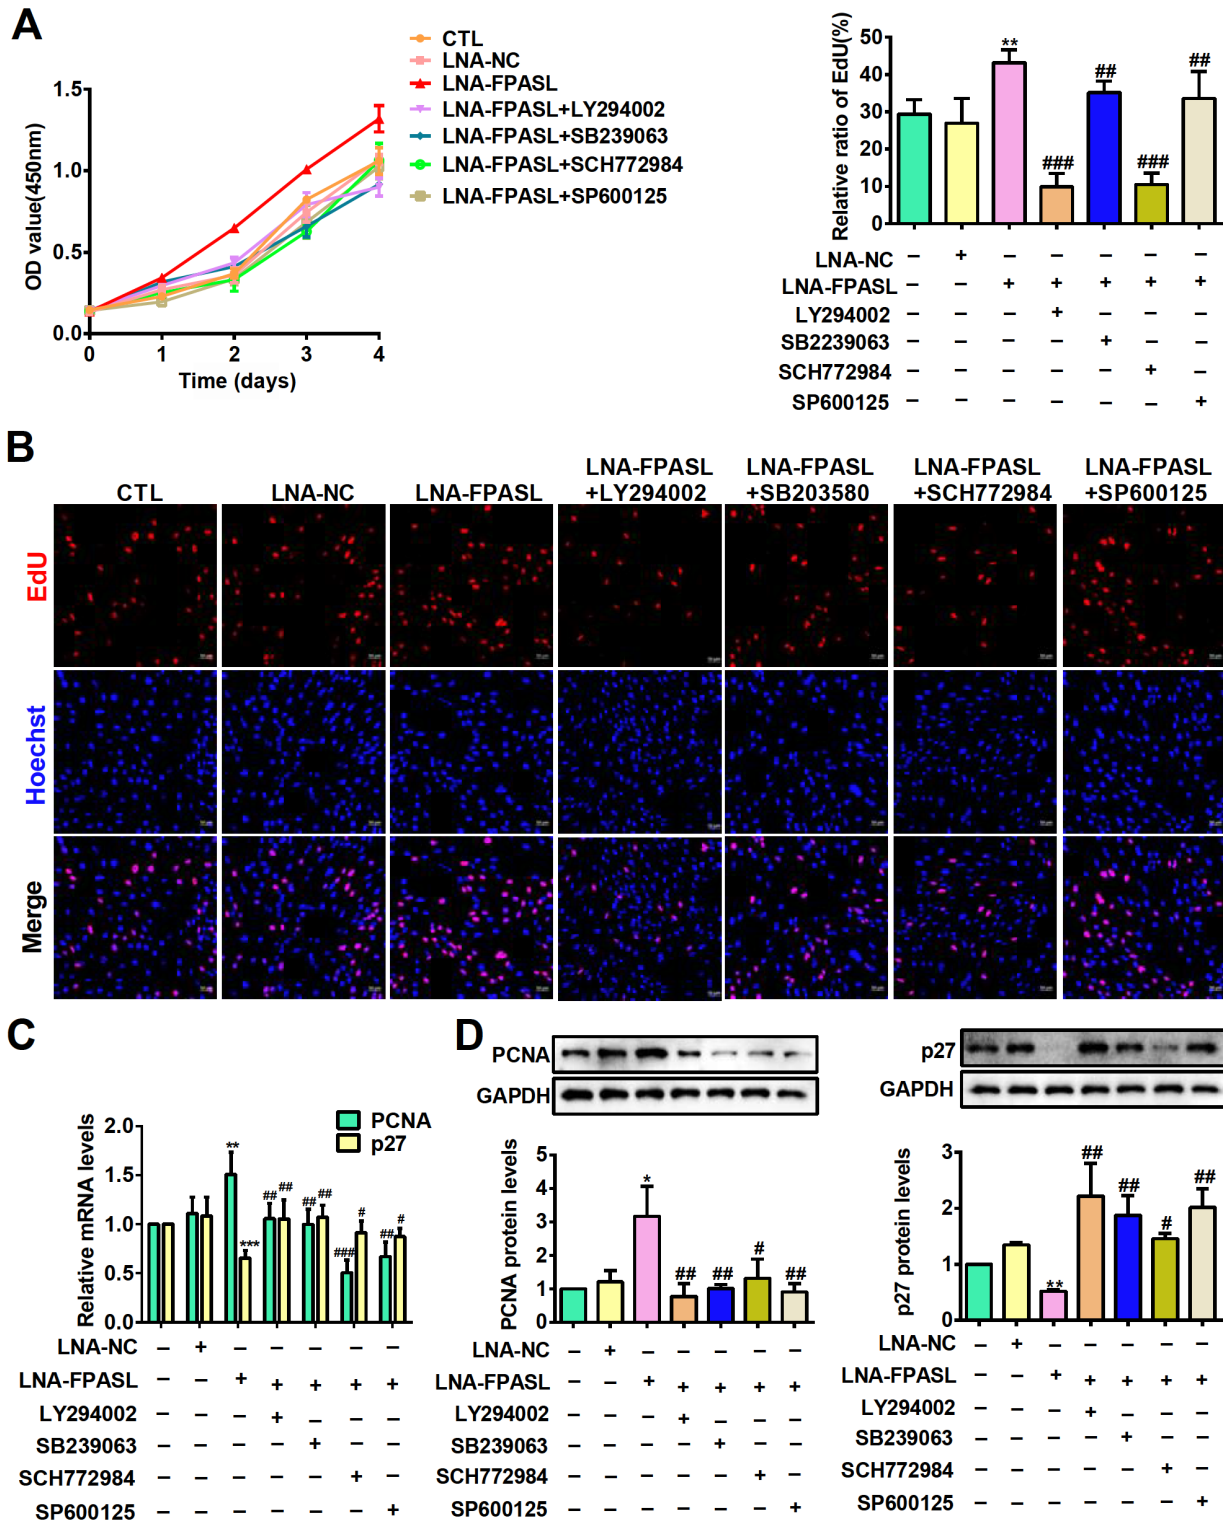 A
CTL
LNA-NC
LNA-FPASL
LNA-FPASL+LY294002
LNA-FPASL+SB239063
LNA-FPASL+SCH772984
LNA-FPASL+SP600125
OD value(450nm)
1.5
1.0
0.5
0.0
0 1 2 3 4
Time (days)
Relative ratio of EdU(%)
50
40
30
20
10
0
** ### ## ### ##
LNA-NC − + − − − − −
LNA-FPASL − − + + + + +
LY294002 − − − + − − −
SB2239063 − − − − + − −
SCH772984 − − − − − + −
SP600125 − − − − − − +
B
CTL
LNA-NC
LNA-FPASL
LNA-FPASL
+LY294002
LNA-FPASL
+SB203580
LNA-FPASL
+SCH772984
LNA-FPASL
+SP600125
EdU
Hoechst
Merge
C
PCNA
p27
Relative mRNA levels
2.0
1.5
1.0
0.5
0.0
** *** ## ## ## ## ### # ## #
LNA-NC − + − − − − −
LNA-FPASL − − + + + + +
LY294002 − − − + − − −
SB239063 − − − − + − −
SCH772984 − − − − − + −
SP600125 − − − − − − +
D
PCNA
GAPDH
PCNA protein levels
5
4
3
2
1
0
* ## ## # ##
LNA-NC − + − − − − −
LNA-FPASL − − + + + + +
LY294002 − − − + − − −
SB239063 − − − − + − −
SCH772984 − − − − − + −
SP600125 − − − − − − +
p27
GAPDH
p27 protein levels
3
2
1
0
** ## ## # ##
LNA-NC − + − − − − −
LNA-FPASL − − + + + + +
LY294002 − − − + − − −
SB239063 − − − − + − −
SCH772984 − − − − − + −
SP600125 − − − − − − +